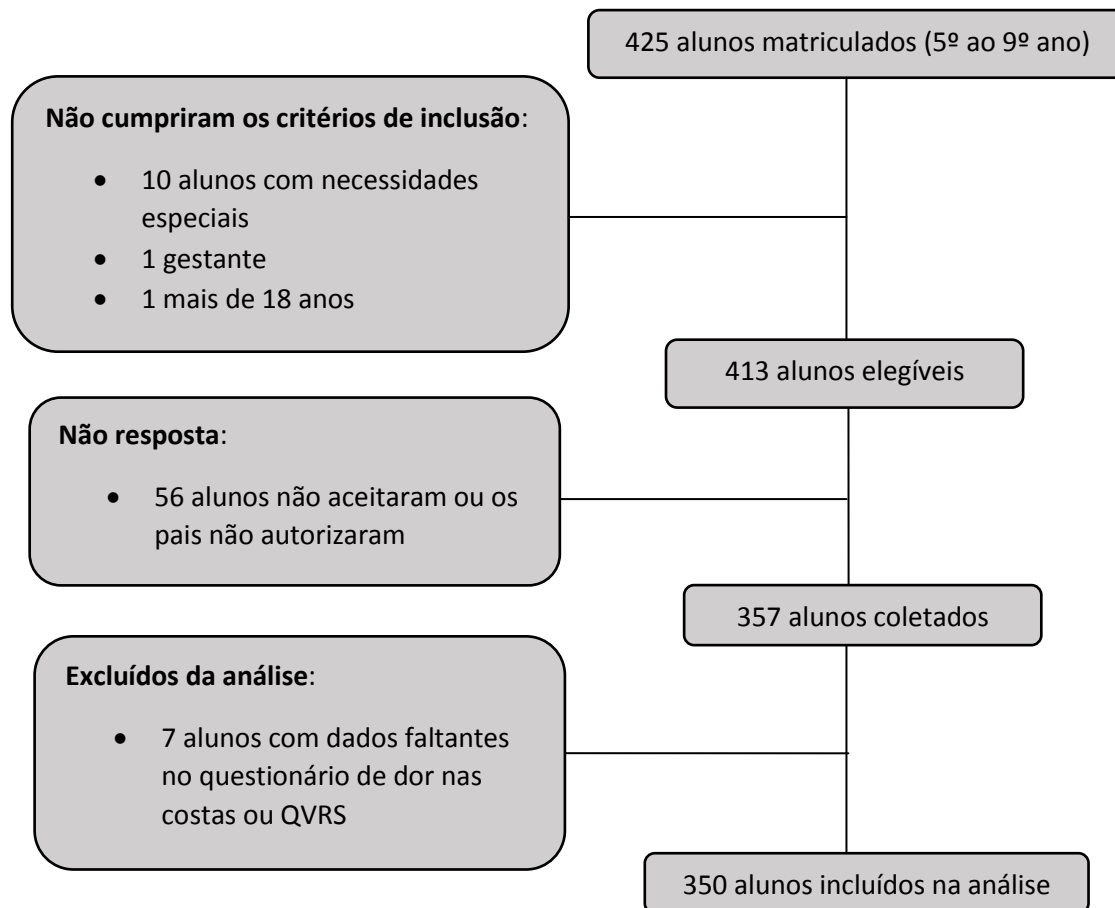 425 alunos matriculados (5º ao 9º ano)
Não cumpriram os critérios de inclusão:
• 10 alunos com necessidades
especiais
• 1 gestante
• 1 mais de 18 anos
413 alunos elegíveis
Não resposta:
• 56 alunos não aceitaram ou os
pais não autorizaram
357 alunos coletados
Excluídos da análise:
• 7 alunos com dados faltantes
no questionário de dor nas
costas ou QVRS
350 alunos incluídos na análise